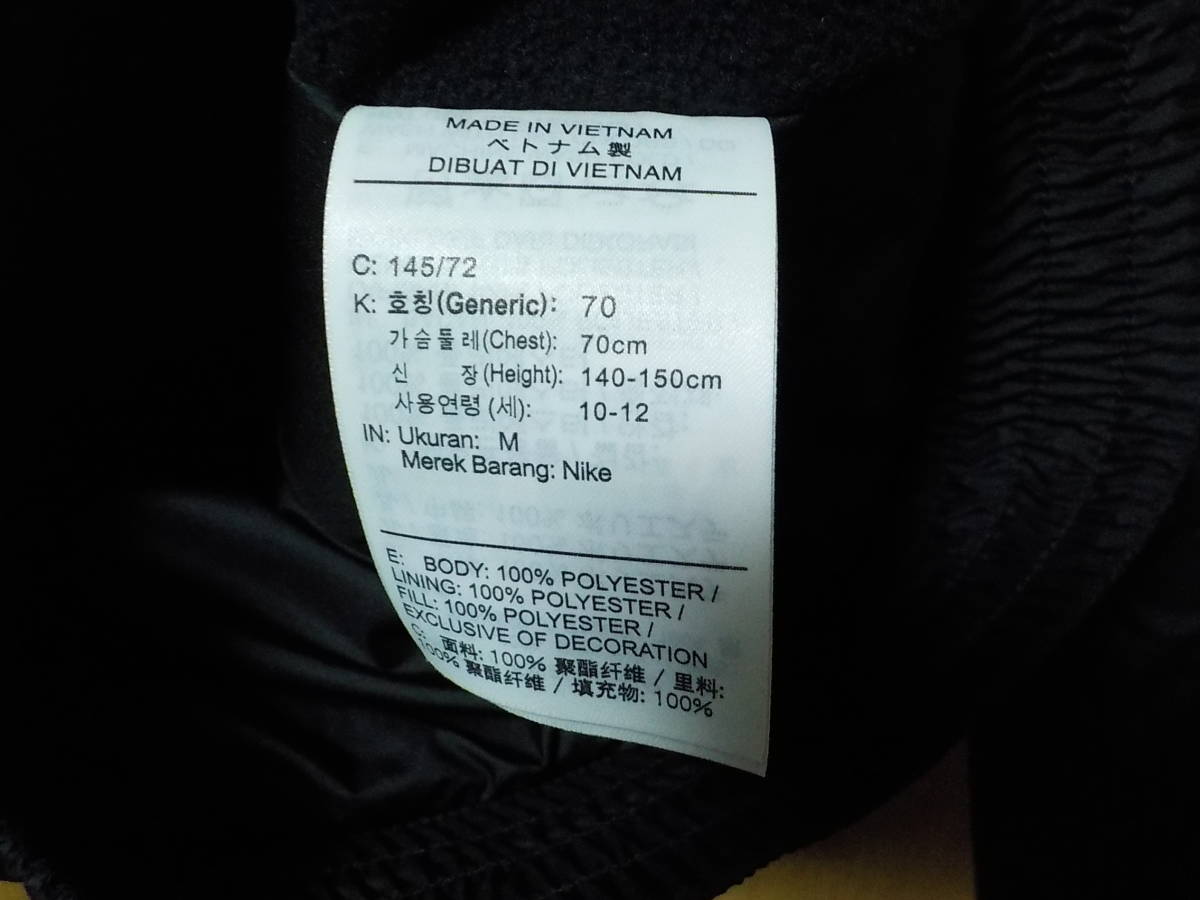 MADE IN VIETNAM
ベトナム製
DIBUAT DI VIETNAM
C: 145/72
K: 호칭(Generic): 70
가슴둘레(Chest): 70cm
신 장(Height): 140-150cm
사용연령(세): 10-12
IN: Ukuran: M
Merek Barang: Nike
E: BODY: 100% POLYESTER /
LINING: 100% POLYESTER /
FILL: 100% POLYESTER /
EXCLUSIVE OF DECORATION
C: 面料: 100% 聚酯纤维 / 里料:
100% 聚酯纤维 / 填充物: 100%